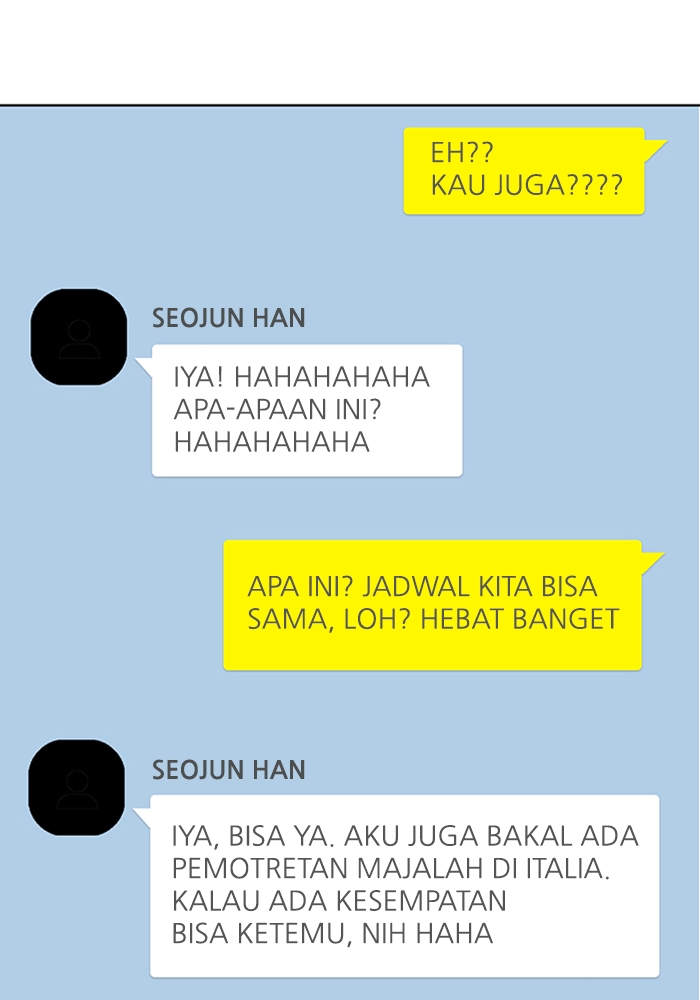 EH??
KAU JUGA????
SEOJUN HAN
IYA! HAHAHAHAHA
APA-APAAN INI?
HAHAHAHAHA
APA INI? JADWAL KITA BISA
SAMA, LOH? HEBAT BANGET
SEOJUN HAN
IYA, BISA YA. AKU JUGA BAKAL ADA
PEMOTRETAN MAJALAH DI ITALIA.
KALAU ADA KESEMPATAN
BISA KETEMU, NIH HAHA